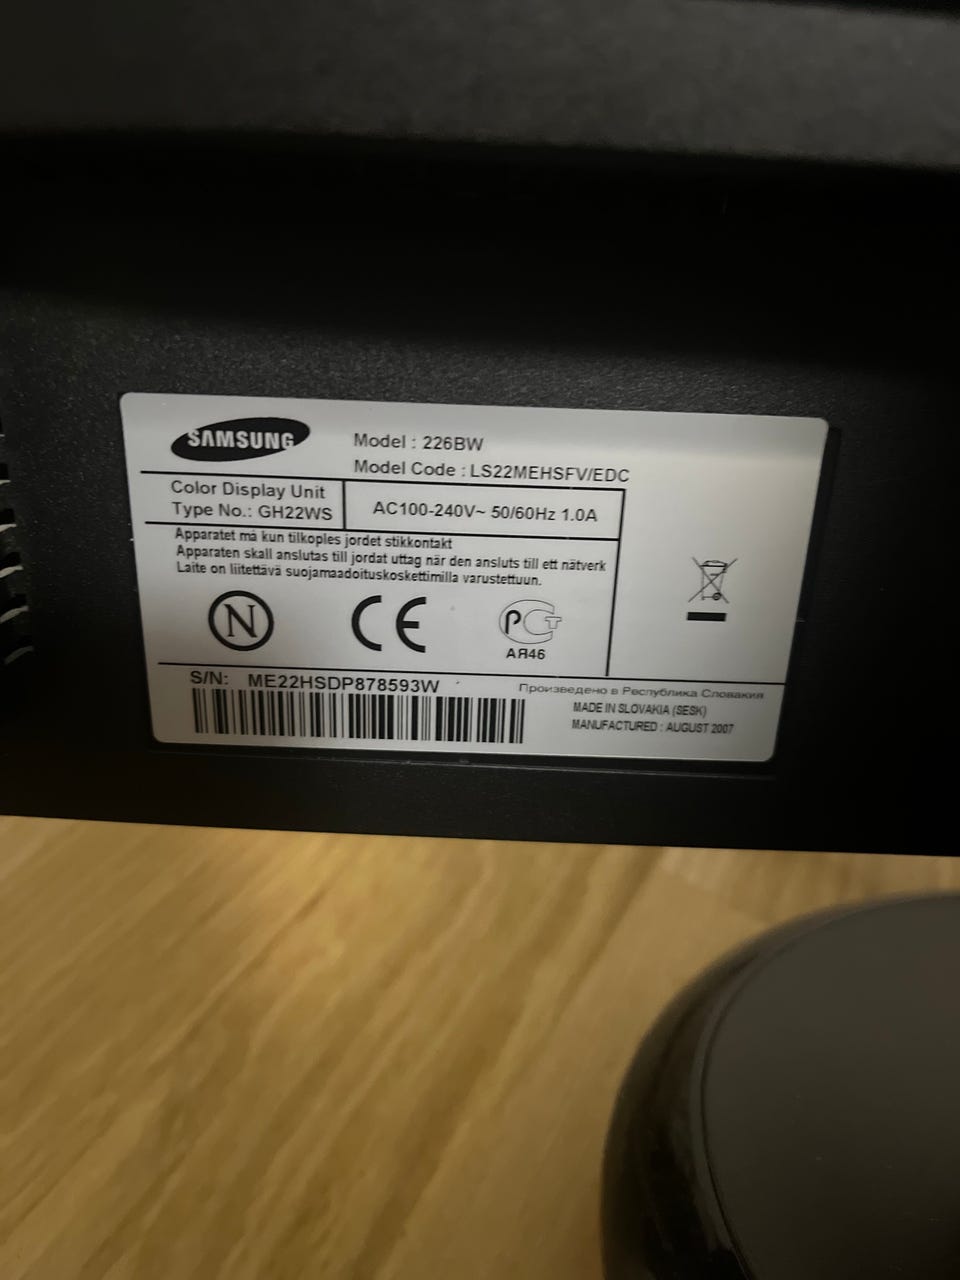 SAMSUNG
Model : 226BW
Model Code : LS22MEHSFV/EDC
Color Display Unit
Type No.: GH22WS
AC100-240V~ 50/60Hz 1.0A
Apparatet må kun tilkoples jordet stikkontakt
Apparaten skall anslutas till jordat uttag när den ansluts till ett nätverk
Laite on liitettävä suojamaadoituskoskettimilla varustettuun.
N
CE
PCT
АЯ46
S/N: ME22HSDP878593W
Произведено в Республика Словакия
MADE IN SLOVAKIA (SESK)
MANUFACTURED : AUGUST 2007